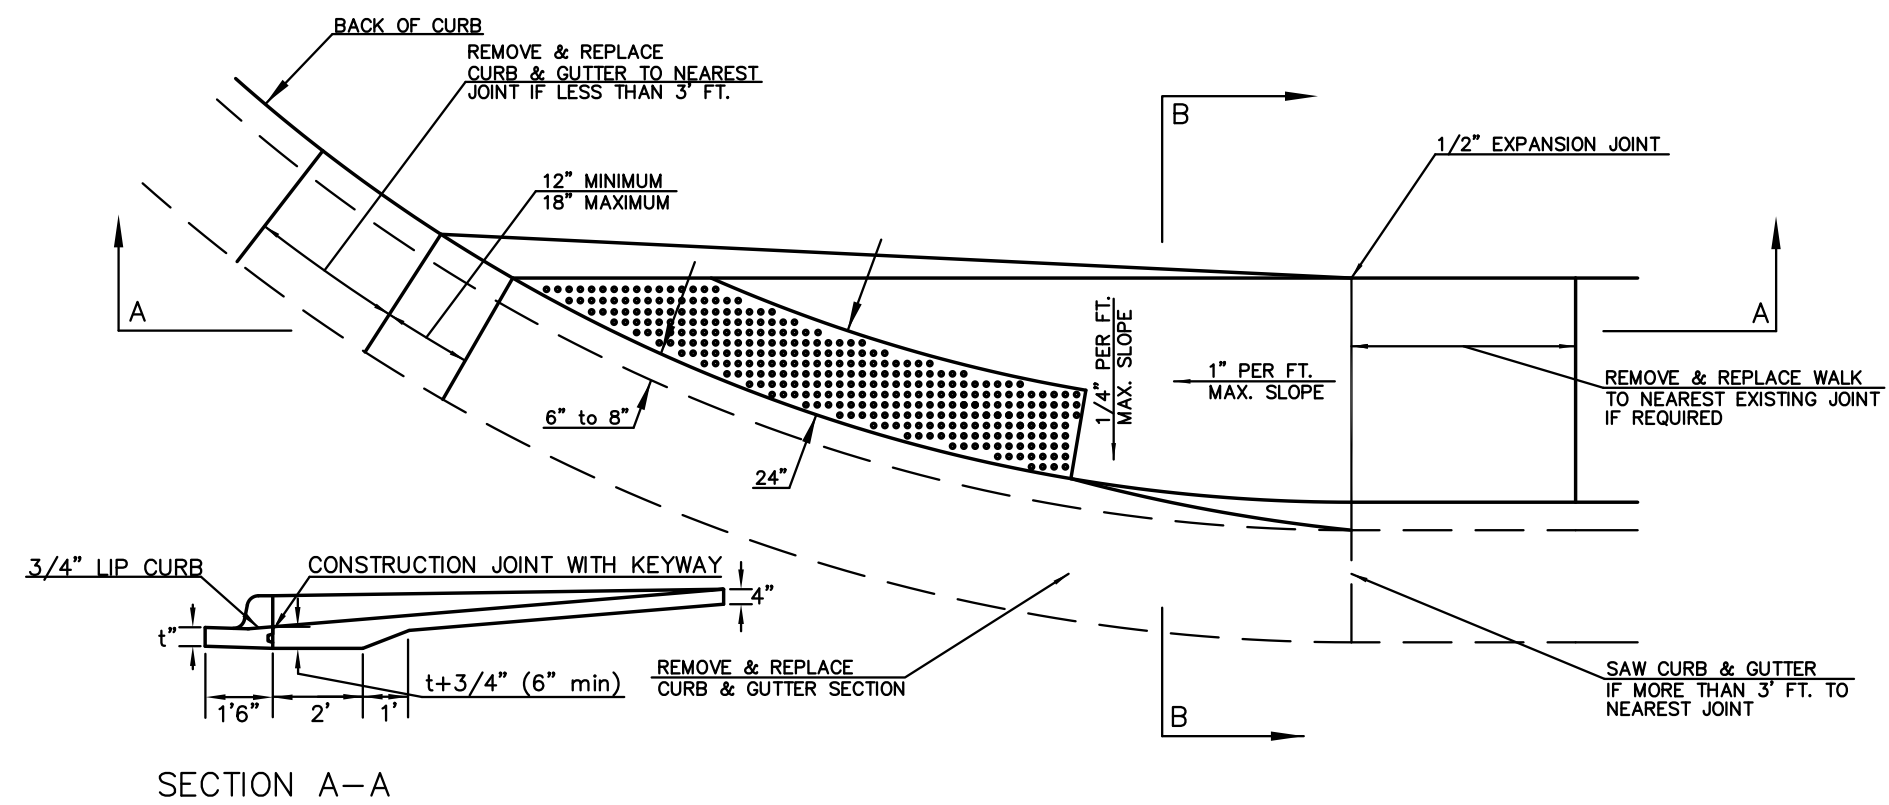 BACK OF CURB
REMOVE & REPLACE
CURB & GUTTER TO NEAREST
JOINT IF LESS THAN 3' FT.
B
1/2" EXPANSION JOINT
12" MINIMUM
18" MAXIMUM
A
A
1/4" PER FT.
MAX. SLOPE
1" PER FT.
MAX. SLOPE
REMOVE & REPLACE WALK
TO NEAREST EXISTING JOINT
IF REQUIRED
6" to 8"
24"
3/4" LIP CURB
CONSTRUCTION JOINT WITH KEYWAY
4"
t"
t+3/4" (6" min)
1'6"
2'
1'
REMOVE & REPLACE
CURB & GUTTER SECTION
SAW CURB & GUTTER
IF MORE THAN 3' FT. TO
NEAREST JOINT
B
SECTION A-A